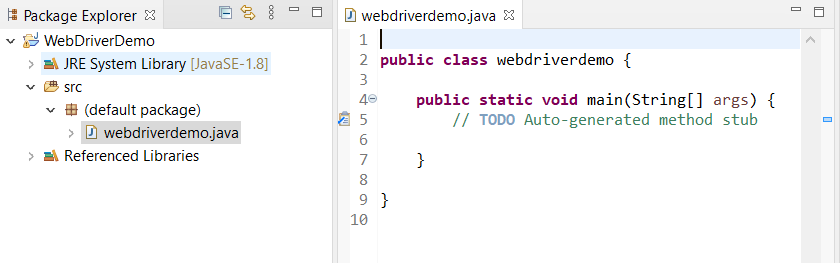 Package Explorer
WebDriverDemo
JRE System Library [JavaSE-1.8]
src
(default package)
webdriverdemo.java
Referenced Libraries
webdriverdemo.java
1
2 public class webdriverdemo {
3
4 public static void main(String[] args) {
5 // TODO Auto-generated method stub
6
7 }
8
9 }
10